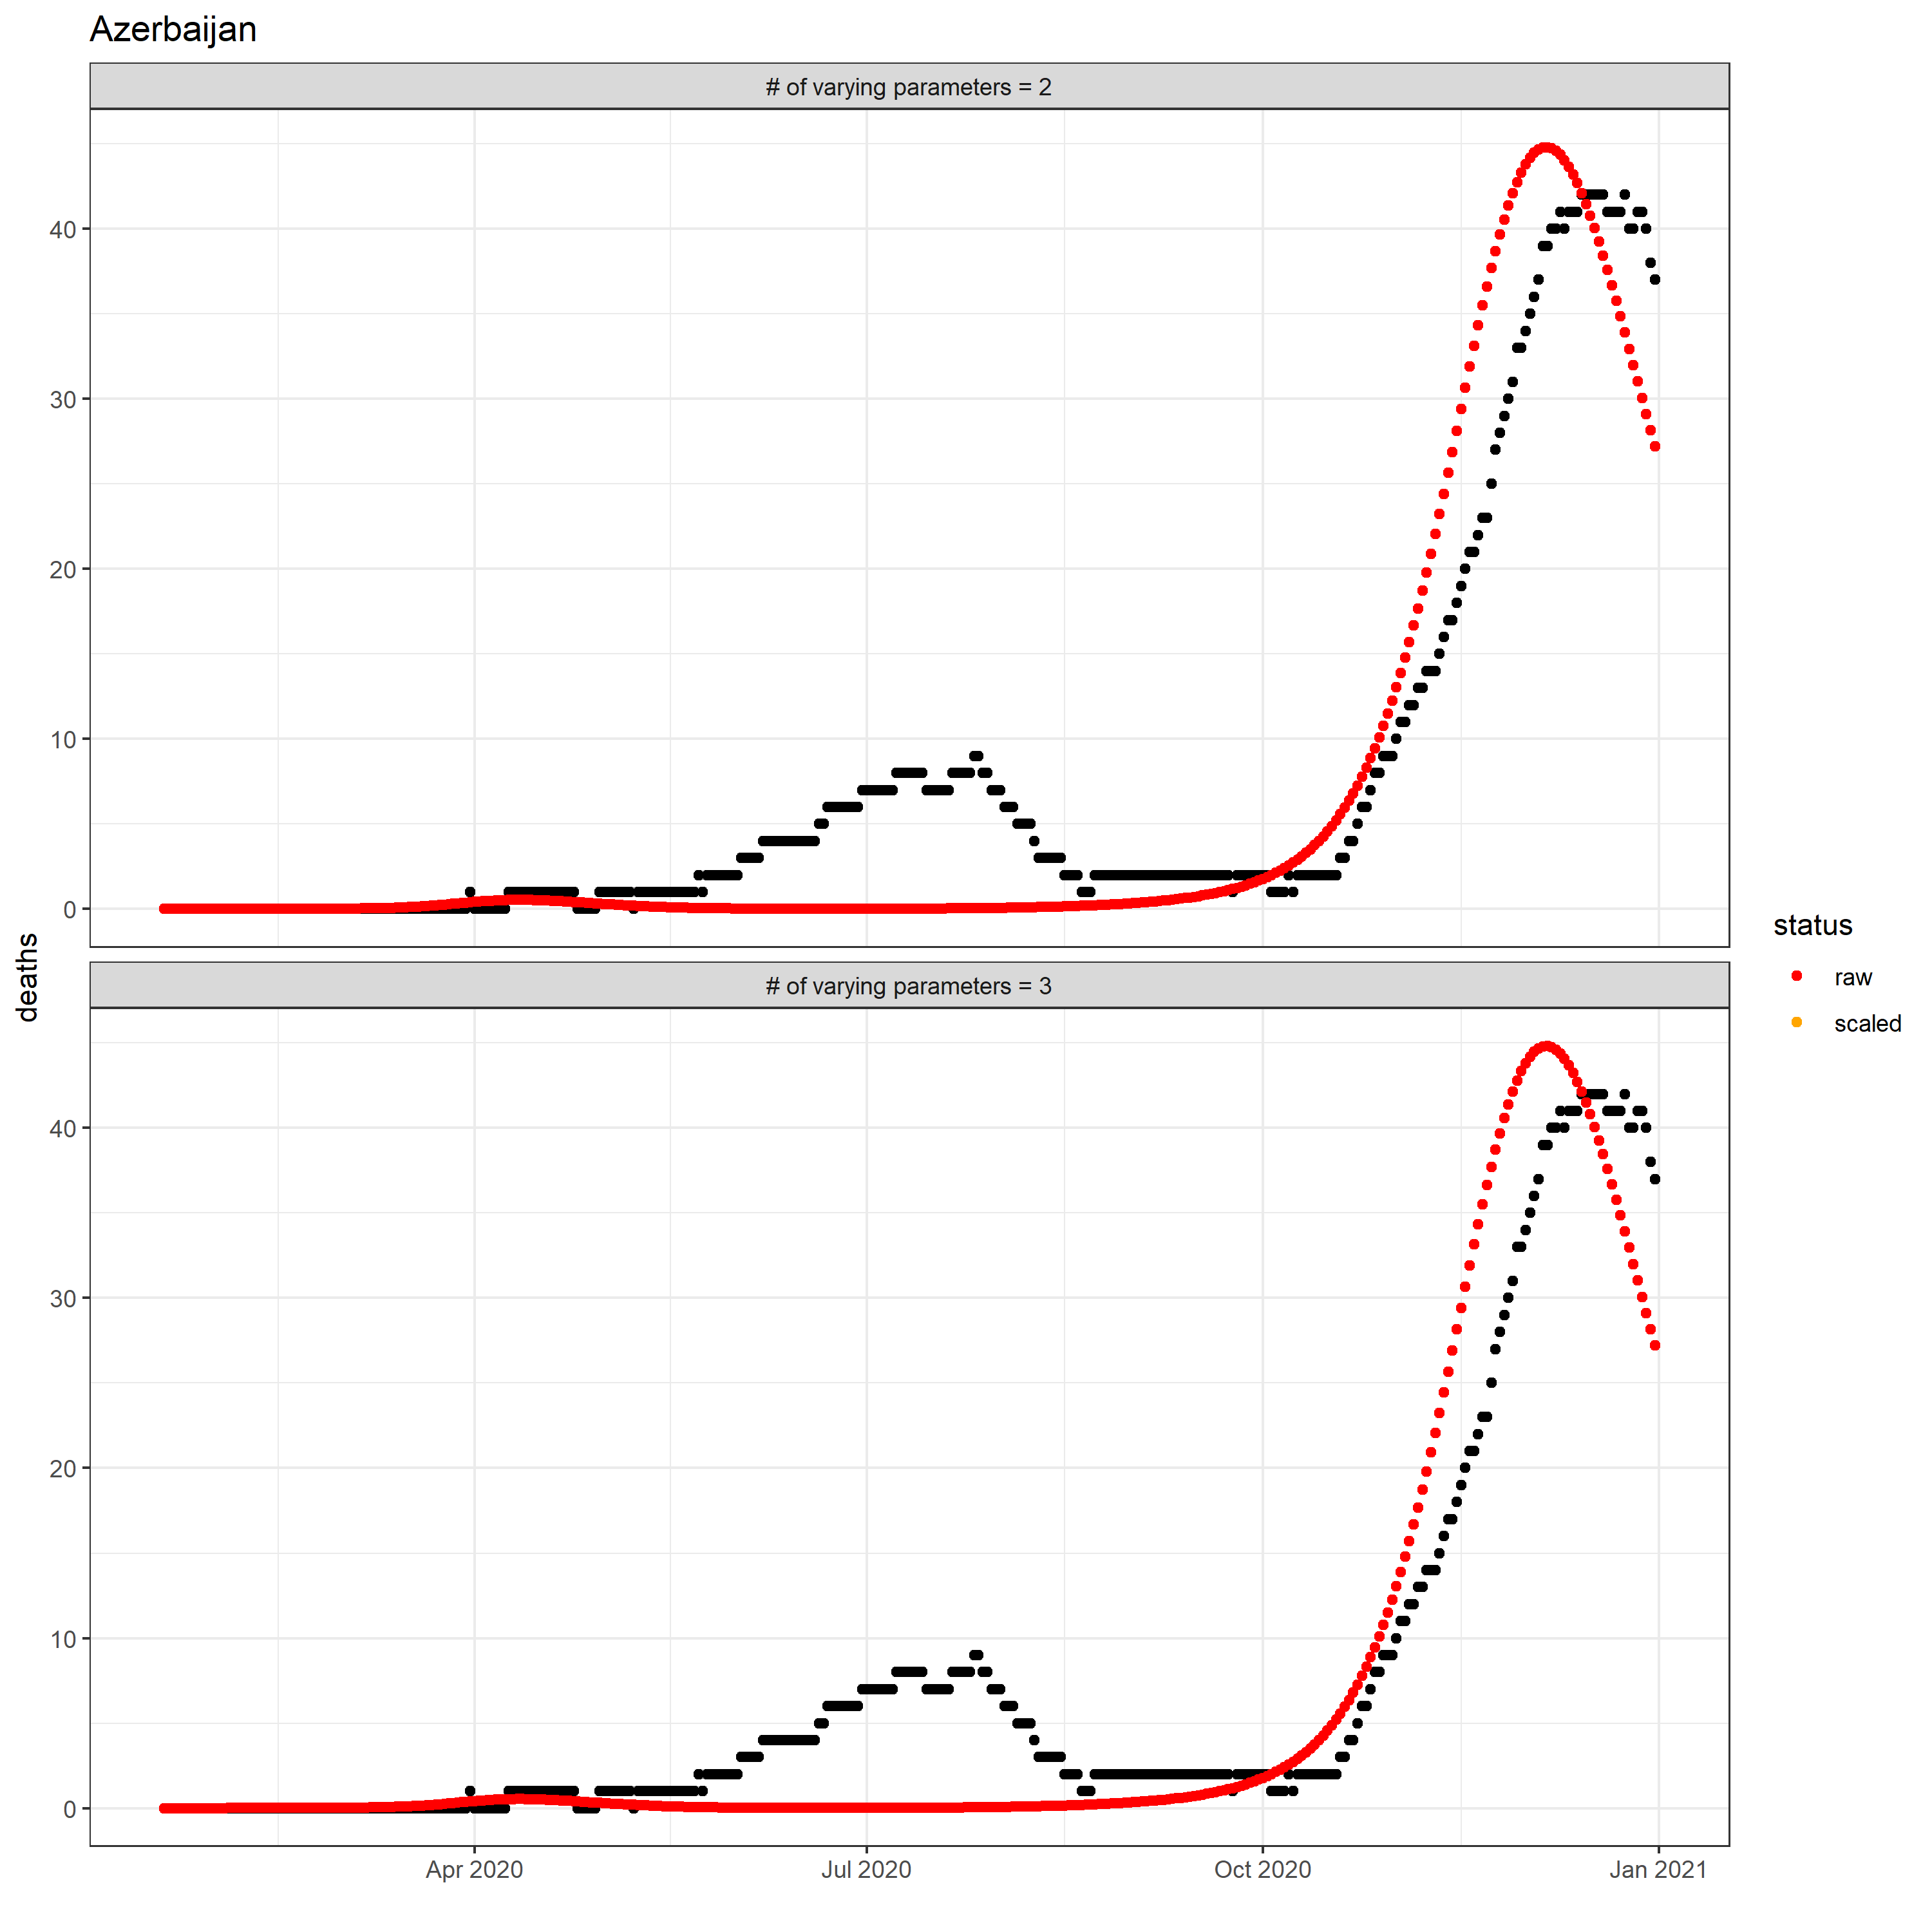 Azerbaijan
# of varying parameters = 2
40
30
20
10
0
deaths
# of varying parameters = 3
40
30
20
10
0
Apr 2020
Jul 2020
Oct 2020
Jan 2021
status
raw
scaled